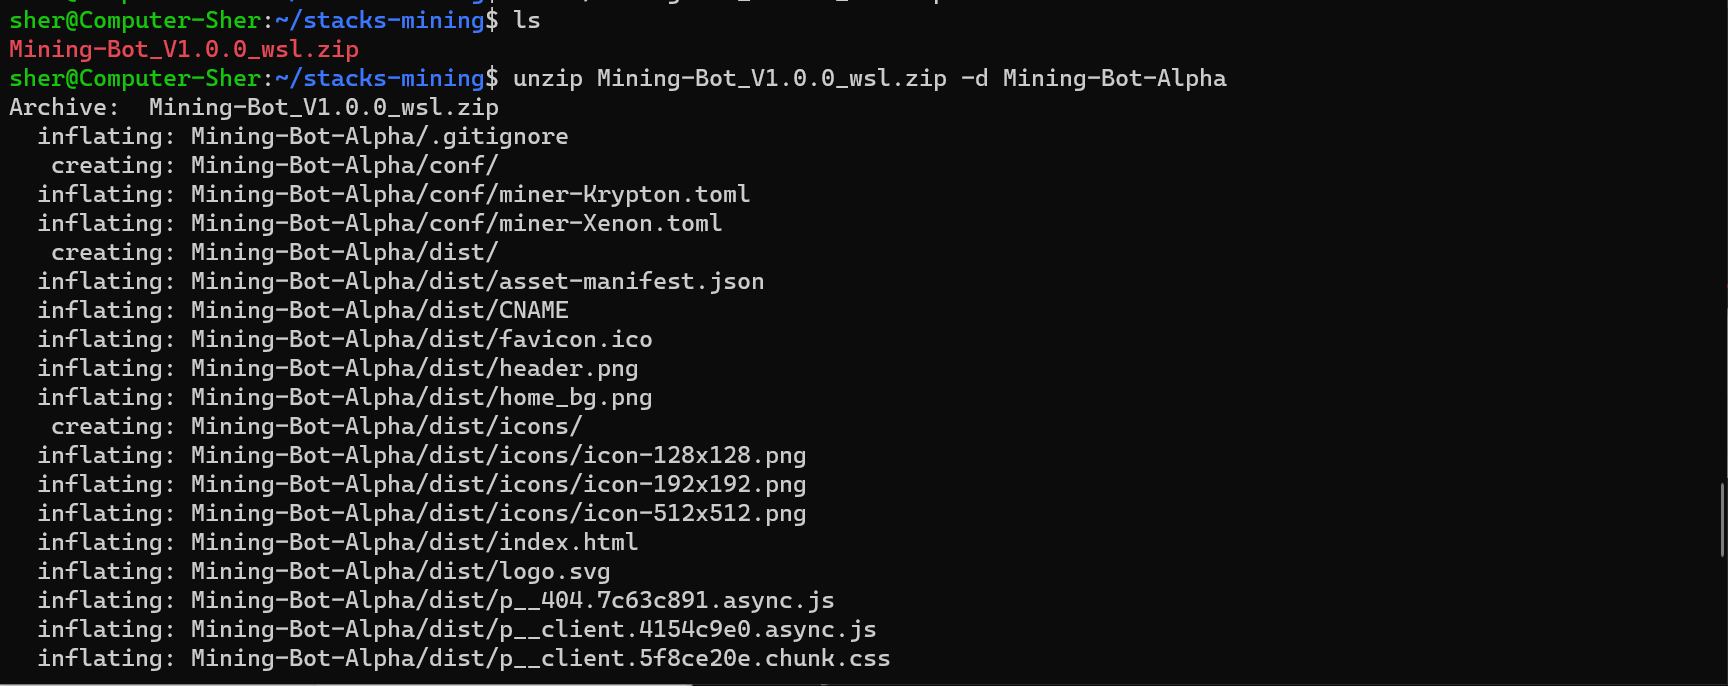 sher@Computer-Sher:~/stacks-mining$ ls
Mining-Bot_V1.0.0_wsl.zip
sher@Computer-Sher:~/stacks-mining$ unzip Mining-Bot_V1.0.0_wsl.zip -d Mining-Bot-Alpha
Archive:  Mining-Bot_V1.0.0_wsl.zip
  inflating: Mining-Bot-Alpha/.gitignore
   creating: Mining-Bot-Alpha/conf/
  inflating: Mining-Bot-Alpha/conf/miner-Krypton.toml
  inflating: Mining-Bot-Alpha/conf/miner-Xenon.toml
   creating: Mining-Bot-Alpha/dist/
  inflating: Mining-Bot-Alpha/dist/asset-manifest.json
  inflating: Mining-Bot-Alpha/dist/CNAME
  inflating: Mining-Bot-Alpha/dist/favicon.ico
  inflating: Mining-Bot-Alpha/dist/header.png
  inflating: Mining-Bot-Alpha/dist/home_bg.png
   creating: Mining-Bot-Alpha/dist/icons/
  inflating: Mining-Bot-Alpha/dist/icons/icon-128x128.png
  inflating: Mining-Bot-Alpha/dist/icons/icon-192x192.png
  inflating: Mining-Bot-Alpha/dist/icons/icon-512x512.png
  inflating: Mining-Bot-Alpha/dist/index.html
  inflating: Mining-Bot-Alpha/dist/logo.svg
  inflating: Mining-Bot-Alpha/dist/p__404.7c63c891.async.js
  inflating: Mining-Bot-Alpha/dist/p__client.4154c9e0.async.js
  inflating: Mining-Bot-Alpha/dist/p__client.5f8ce20e.chunk.css